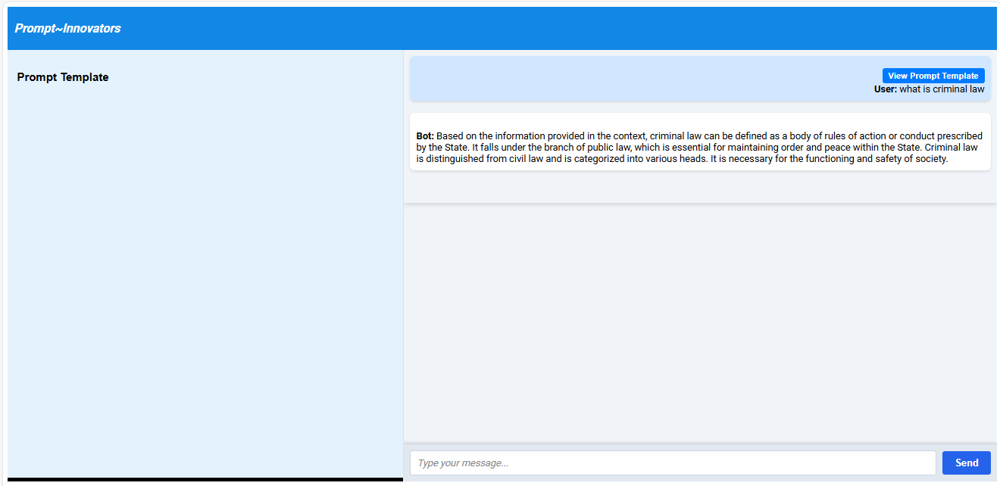 Prompt~Innovators
Prompt Template
View Prompt Template
User: what is criminal law
Bot: Based on the information provided in the context, criminal law can be defined as a body of rules of action or conduct prescribed
by the State. It falls under the branch of public law, which is essential for maintaining order and peace within the State. Criminal law
is distinguished from civil law and is categorized into various heads. It is necessary for the functioning and safety of society.
Type your message...
Send